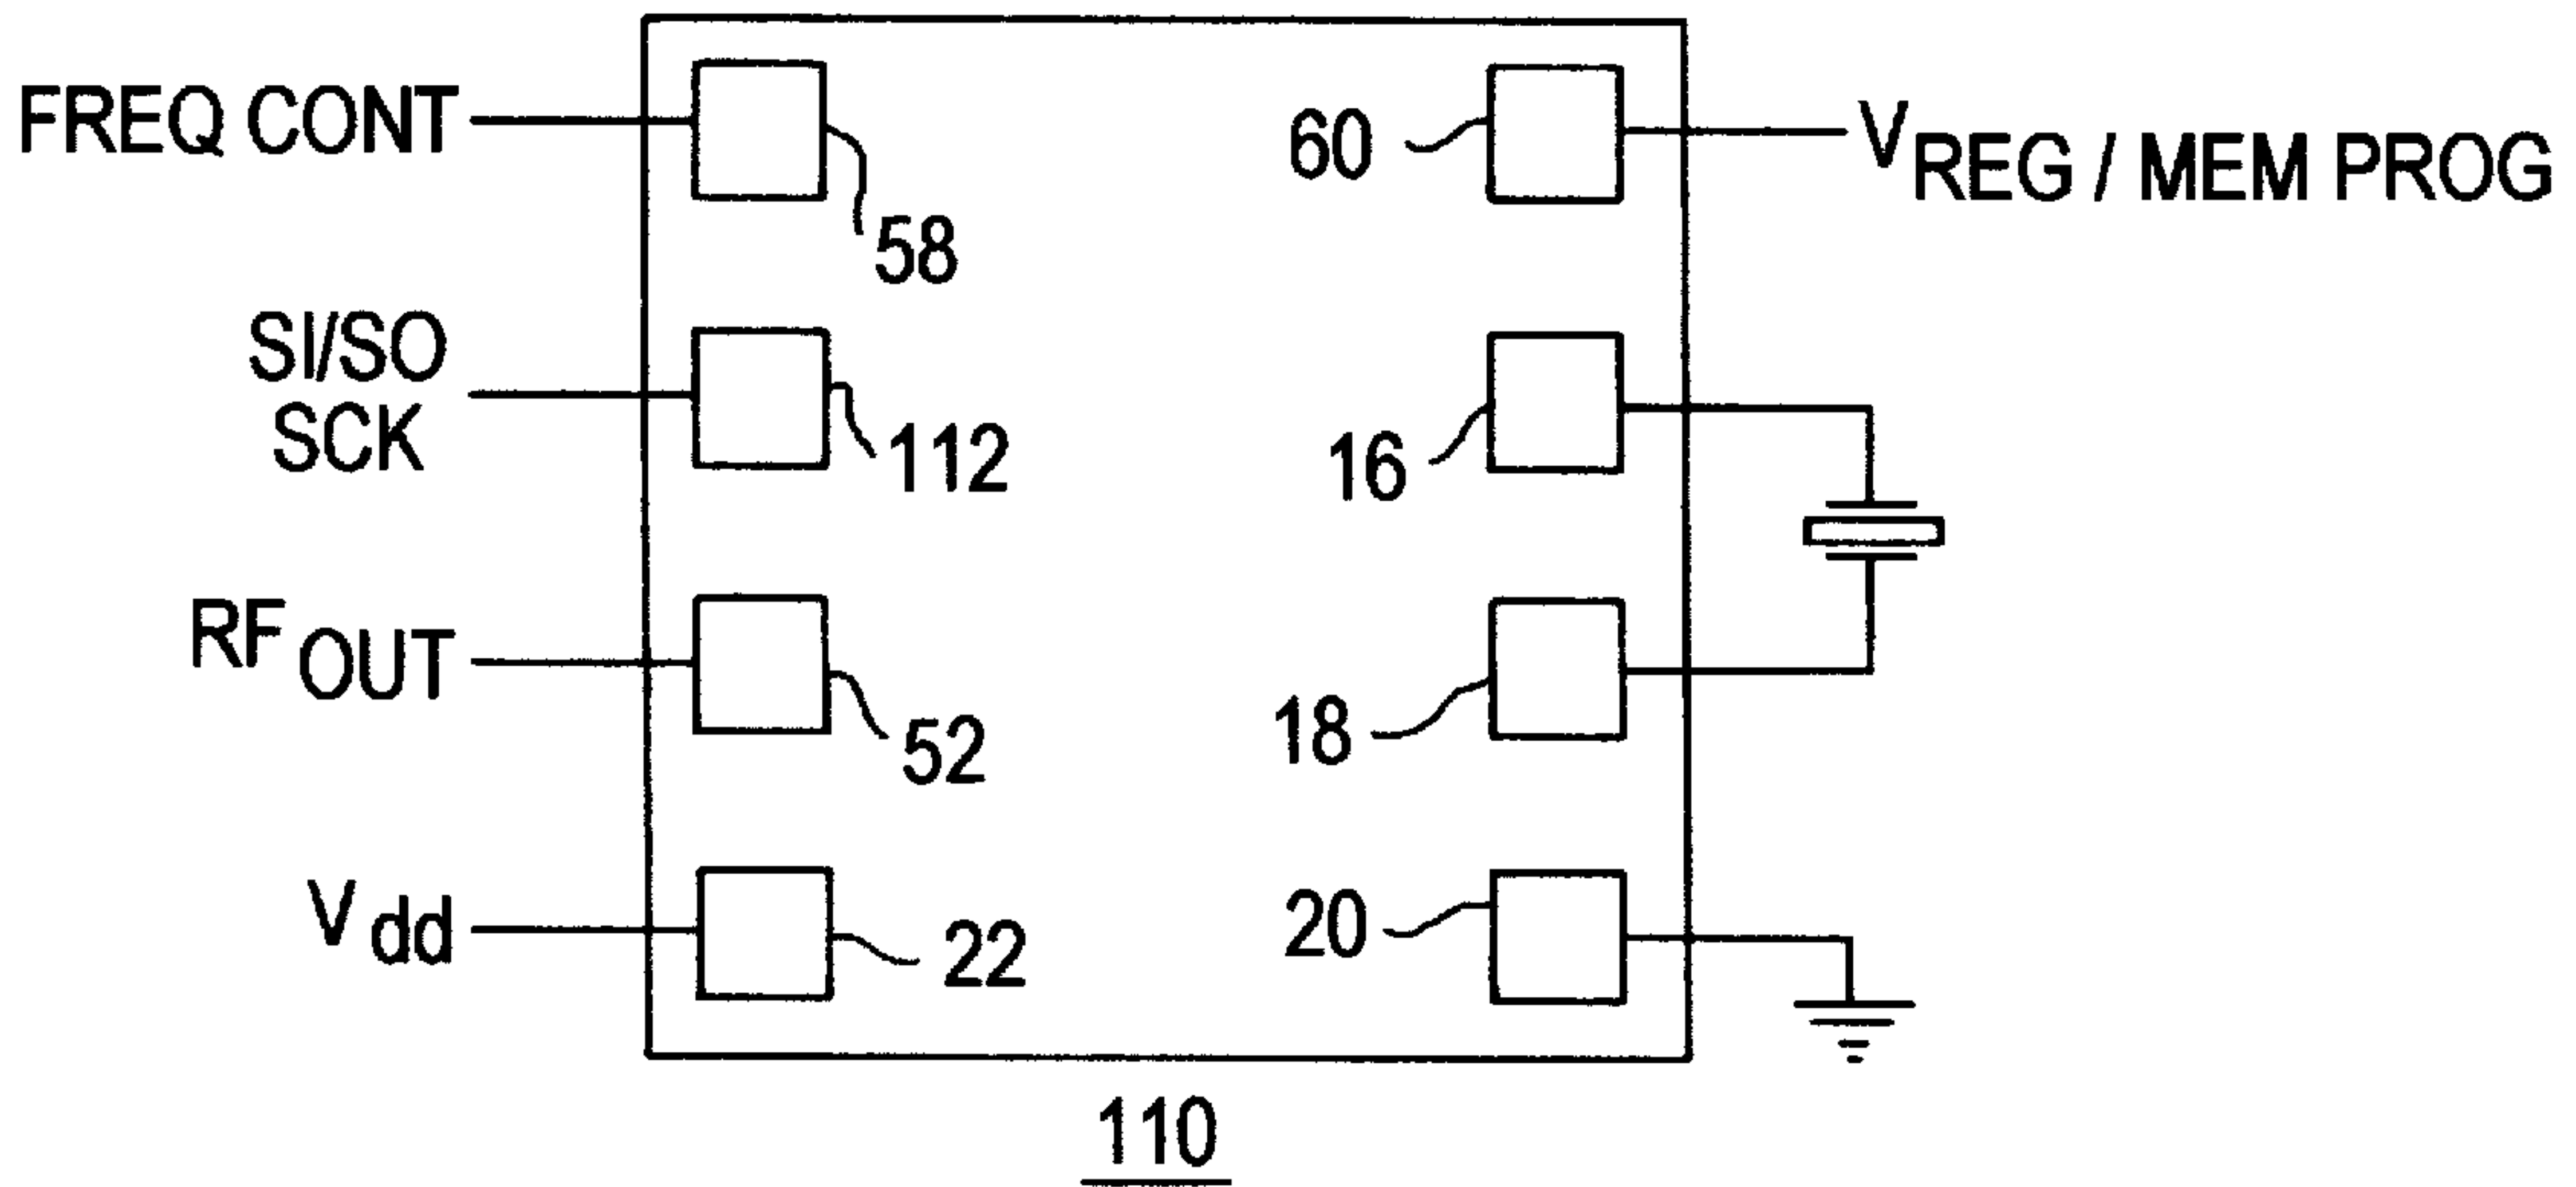 FREQ CONT
58
60
V REG / MEM PROG
SI/SO
SCK
112
16
RF OUT
52
18
V dd
22
20
110